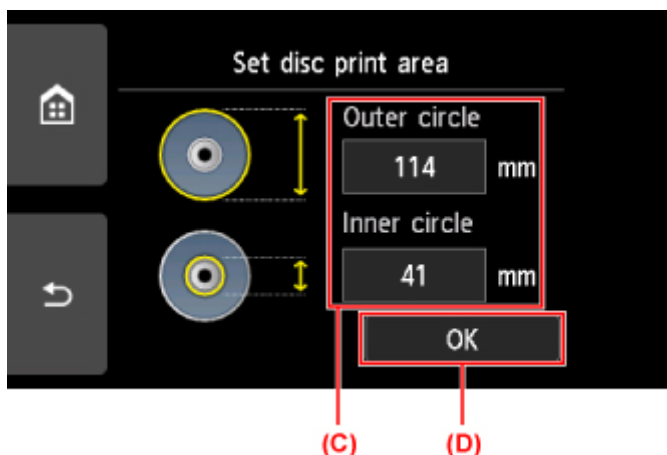 Set disc print area
Outer circle
114 mm
Inner circle
41 mm
OK
(C) (D)